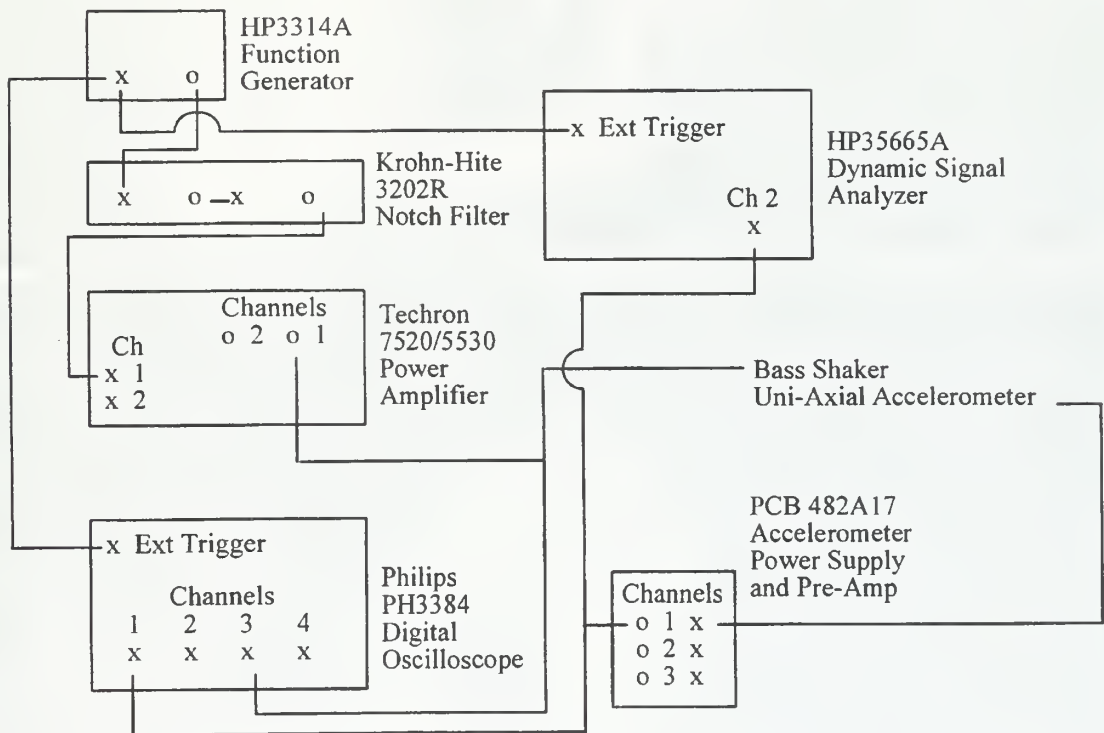 HP3314A
Function
Generator
x o
x Ext Trigger
Ch 2
x
HP35665A
Dynamic Signal
Analyzer
Krohn-Hite
3202R
Notch Filter
x o x o
Channels
o 2 o 1
Ch
x 1
x 2
Techron
7520/5530
Power
Amplifier
Bass Shaker
Uni-Axial Accelerometer
x Ext Trigger
Channels
1 2 3 4
x x x x
Philips
PH3384
Digital
Oscilloscope
PCB 482A17
Accelerometer
Power Supply
and Pre-Amp
Channels
o 1 x
o 2 x
o 3 x